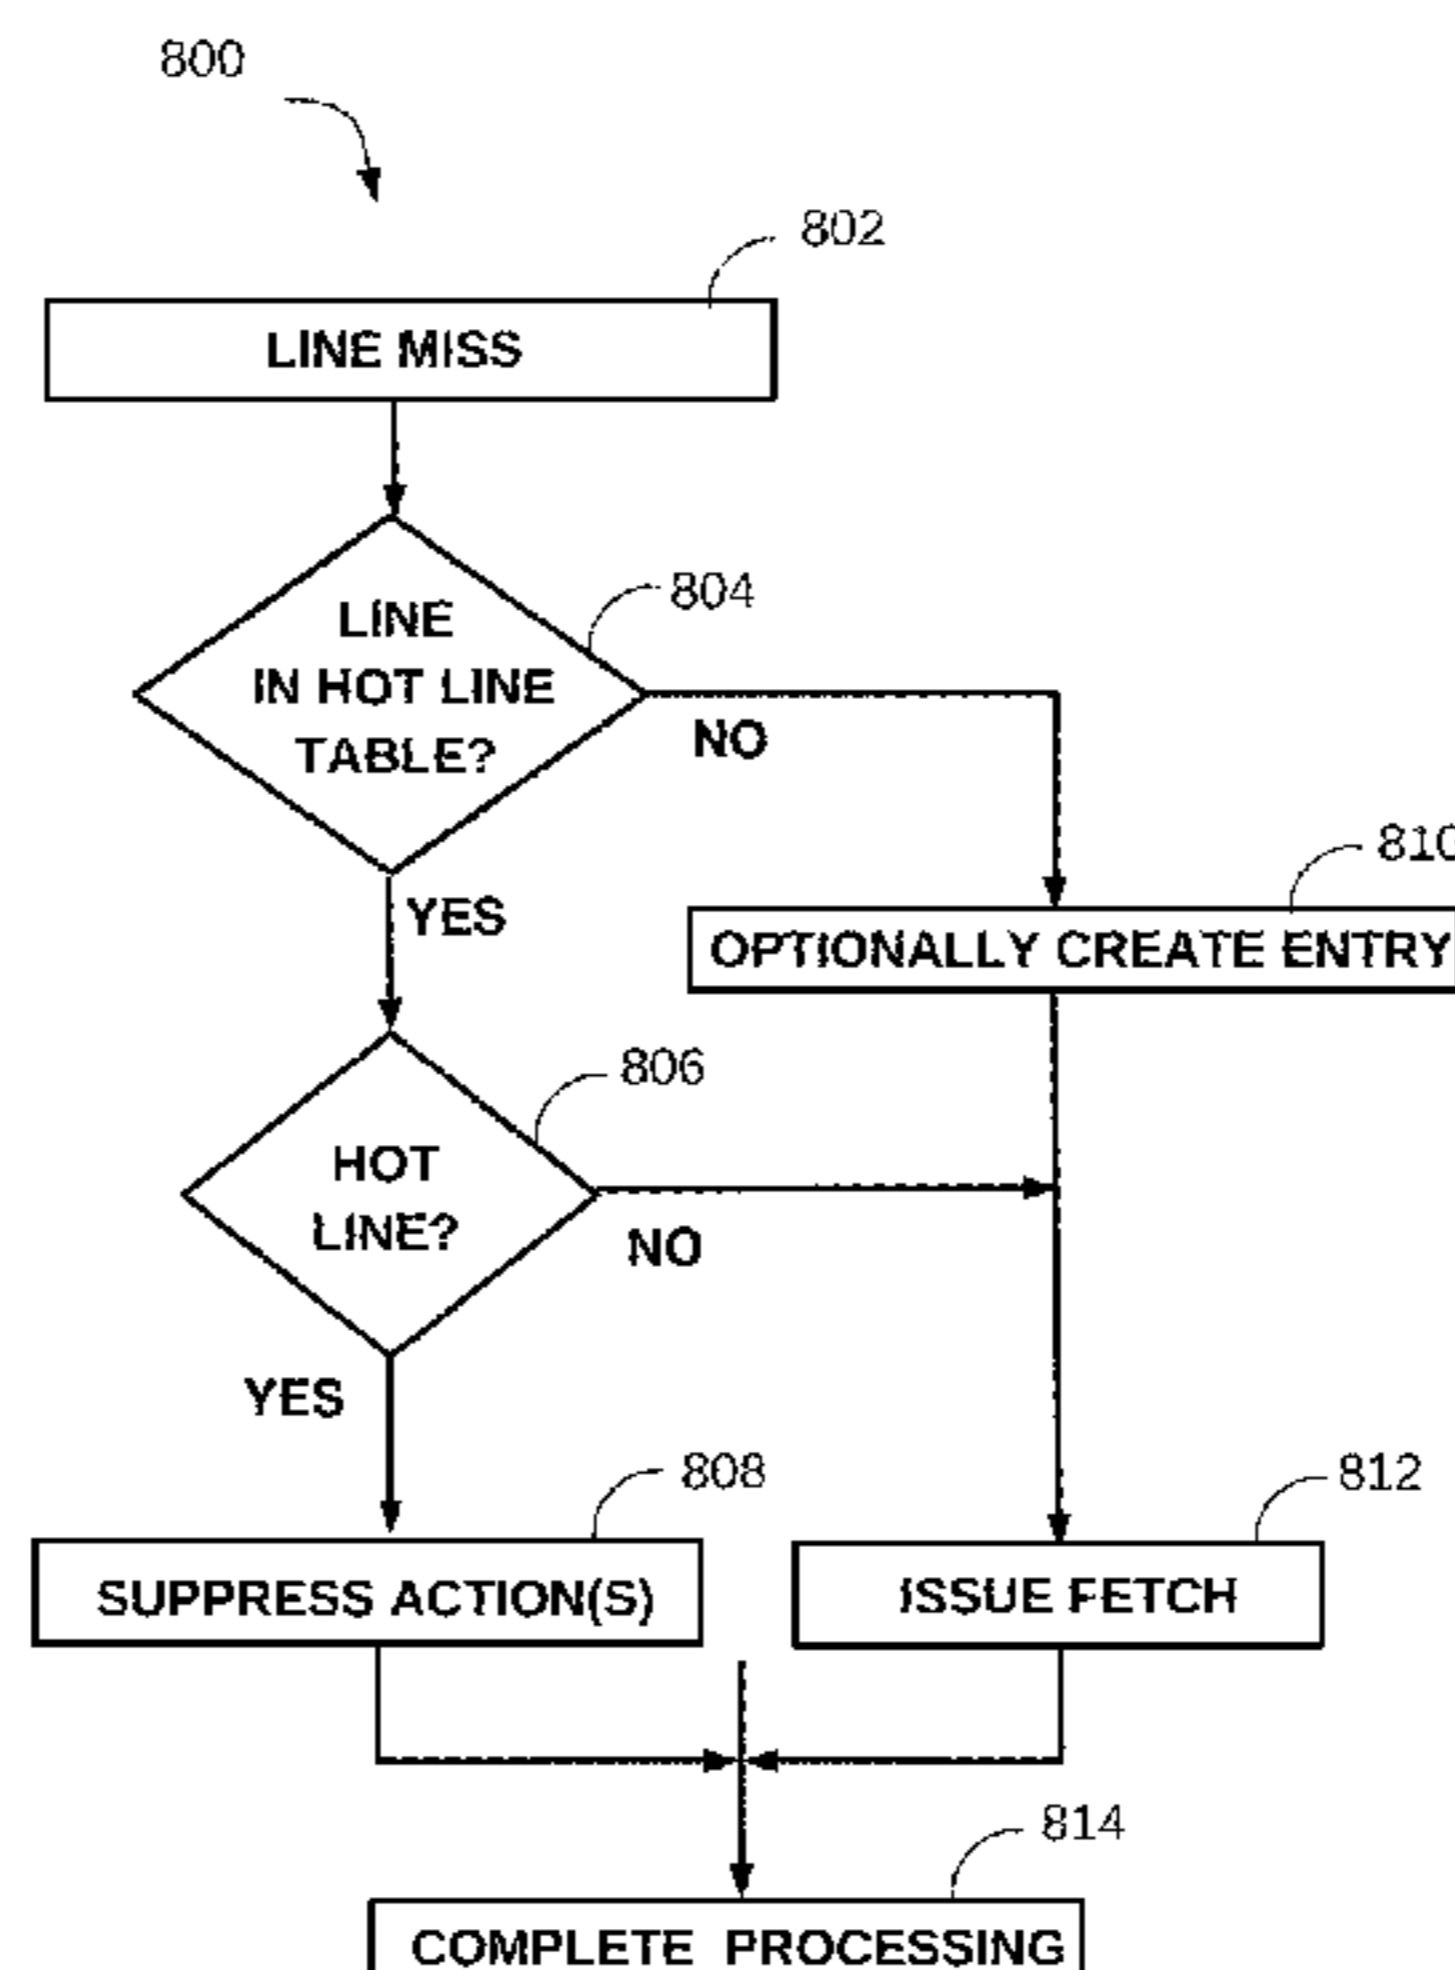 800
802
LINE MISS
804
LINE
IN HOT LINE
TABLE?
NO
810
YES
OPTIONALLY CREATE ENTRY
806
HOT
LINE?
NO
YES
808
812
SUPPRESS ACTION(S)
ISSUE FETCH
814
COMPLETE PROCESSING